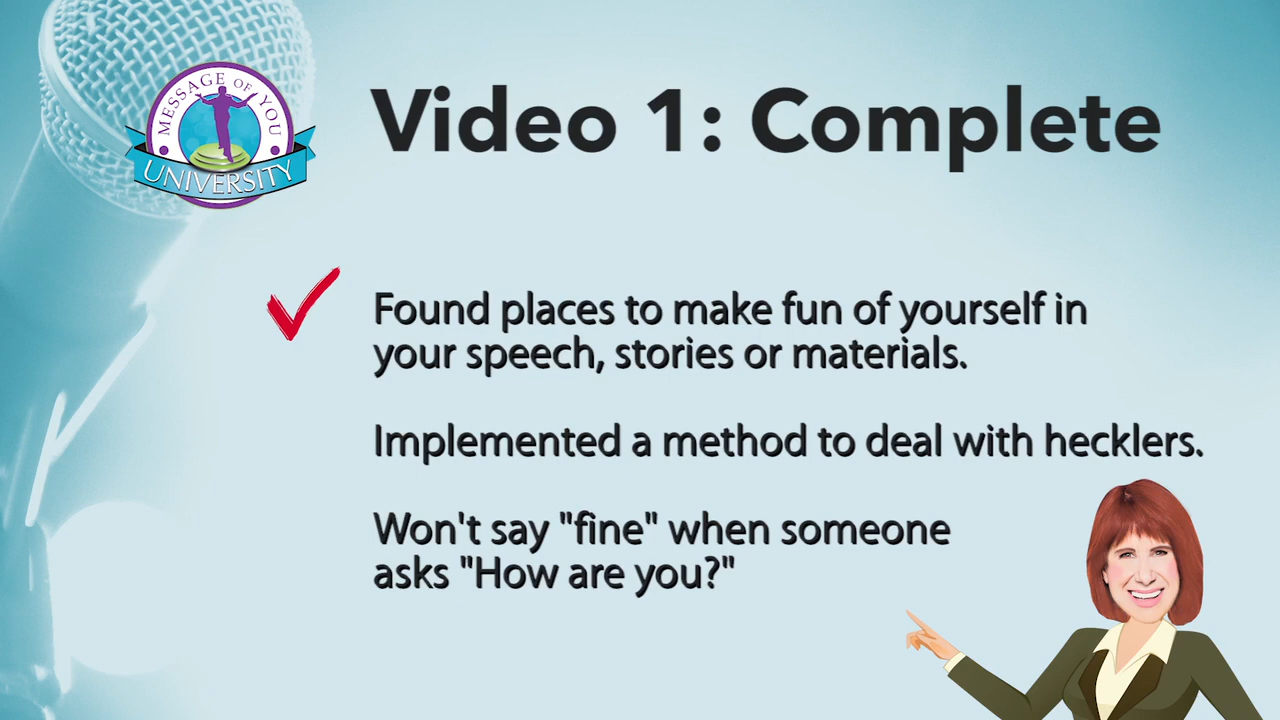 MESSAGE OF YOU
UNIVERSITY
Video 1: Complete
Found places to make fun of yourself in
your speech, stories or materials.
Implemented a method to deal with hecklers.
Won't say "fine" when someone
asks "How are you?"